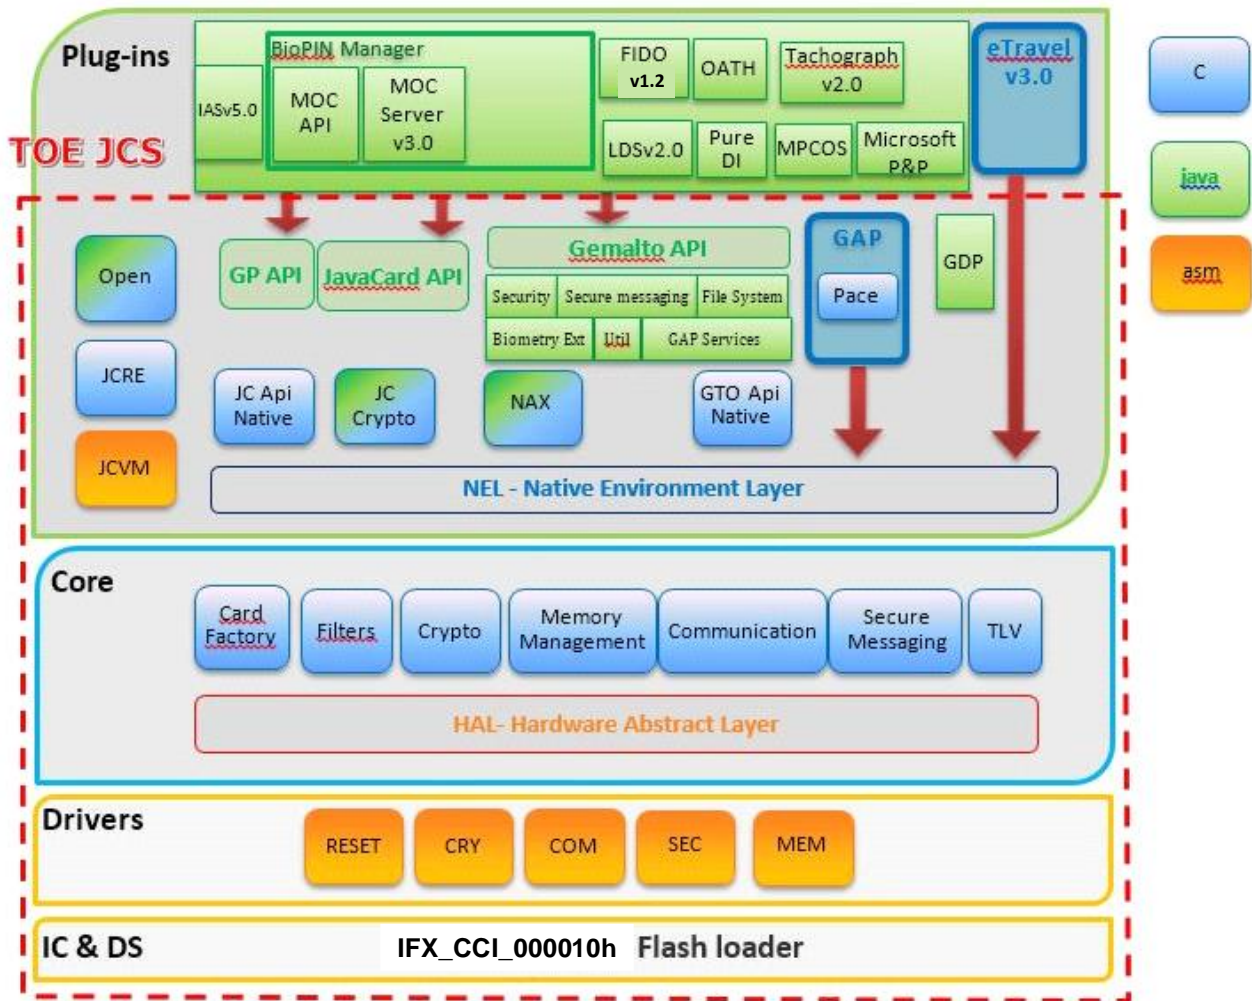 Plug-ins
BioPIN Manager
IASv5.0
MOC
API
MOC
Server
v3.0
FIDO
v1.2
OATH
Tachograph
v2.0
LDSv2.0
Pure
DI
MPCOS
Microsoft
P&P
eTravel
v3.0
C
java
asm
TOE JCS
Open
JCRE
JCVM
GP API
JavaCard API
Gemalto API
Security
Secure messaging
File System
Biometry Ext
Util
GAP Services
GAP
Pace
GDP
JC Api
Native
JC
Crypto
NAX
GTO Api
Native
NEL - Native Environment Layer
Core
Card
Factory
Filters
Crypto
Memory
Management
Communication
Secure
Messaging
TLV
HAL- Hardware Abstract Layer
Drivers
RESET
CRY
COM
SEC
MEM
IC & DS
IFX_CCI_000010h Flash loader